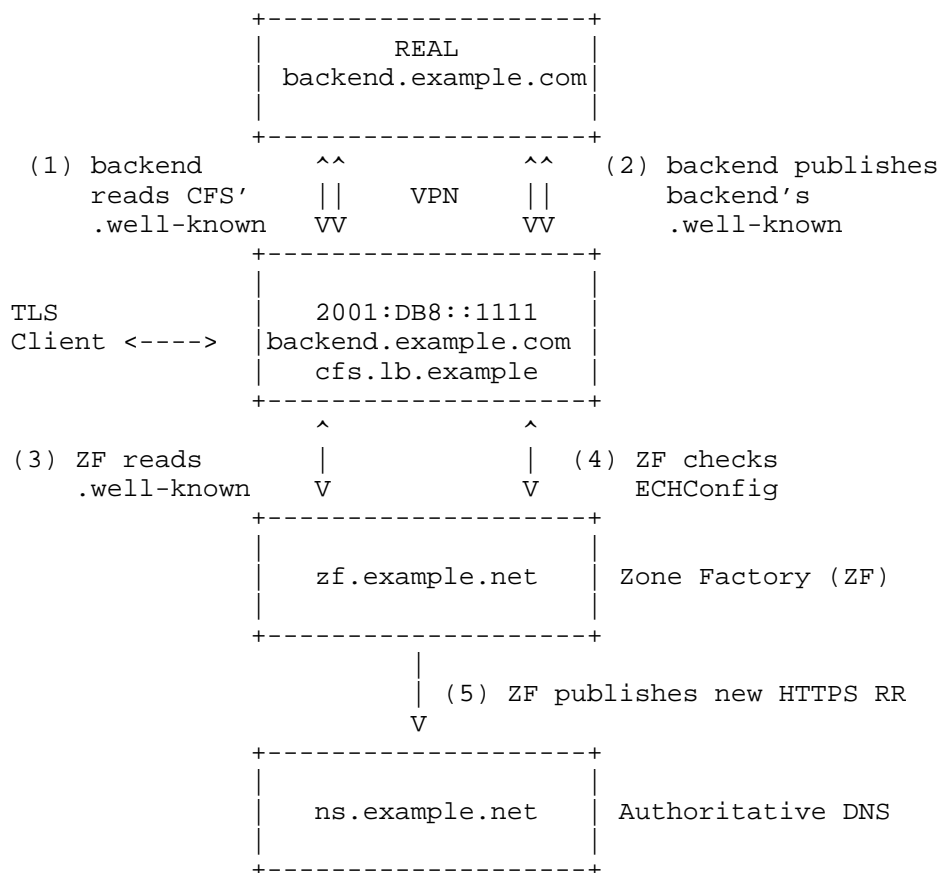 +--------------------+
|        REAL        |
| backend.example.com|
|                    |
+--------------------+
(1) backend ^^ ^^ (2) backend publishes
reads CFS' || VPN || backend's
.well-known VV VV .well-known
+--------------------+
|                    |
TLS | 2001:DB8::1111 |
Client <----> |backend.example.com |
| cfs.lb.example |
+--------------------+
^ ^
(3) ZF reads | | (4) ZF checks
.well-known V V ECHConfig
+--------------------+
|                    |
| zf.example.net | Zone Factory (ZF)
|                    |
+--------------------+
|
| (5) ZF publishes new HTTPS RR
V
+--------------------+
|                    |
| ns.example.net | Authoritative DNS
|                    |
+--------------------+